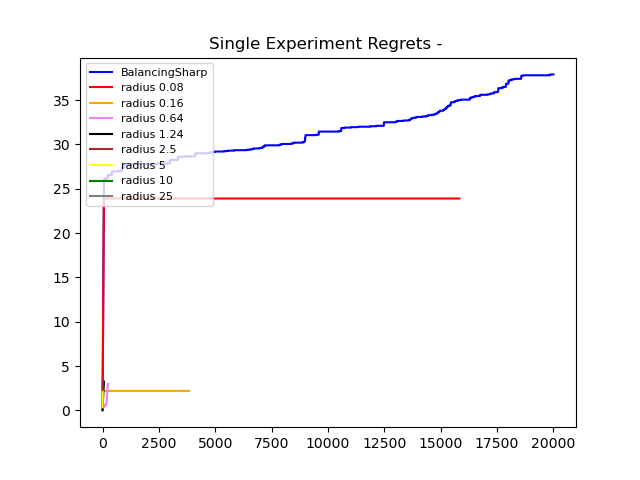 Single Experiment Regrets -
BalancingSharp
radius 0.08
radius 0.16
radius 0.64
radius 1.24
radius 2.5
radius 5
radius 10
radius 25
35
30
25
20
15
10
5
0
0 2500 5000 7500 10000 12500 15000 17500 20000